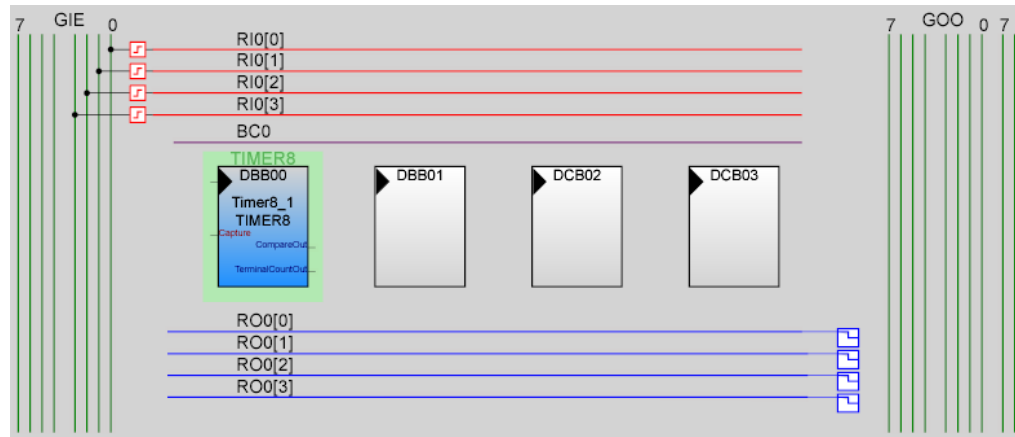 7 GIE 0
7 GOO 0 7
RI0[0]
RI0[1]
RI0[2]
RI0[3]
BC0
TIMER8
DBB00
DBB01
DCB02
DCB03
Timer8_1
TIMER8
Capture
CompareOut
TerminalCountOut
RO0[0]
RO0[1]
RO0[2]
RO0[3]